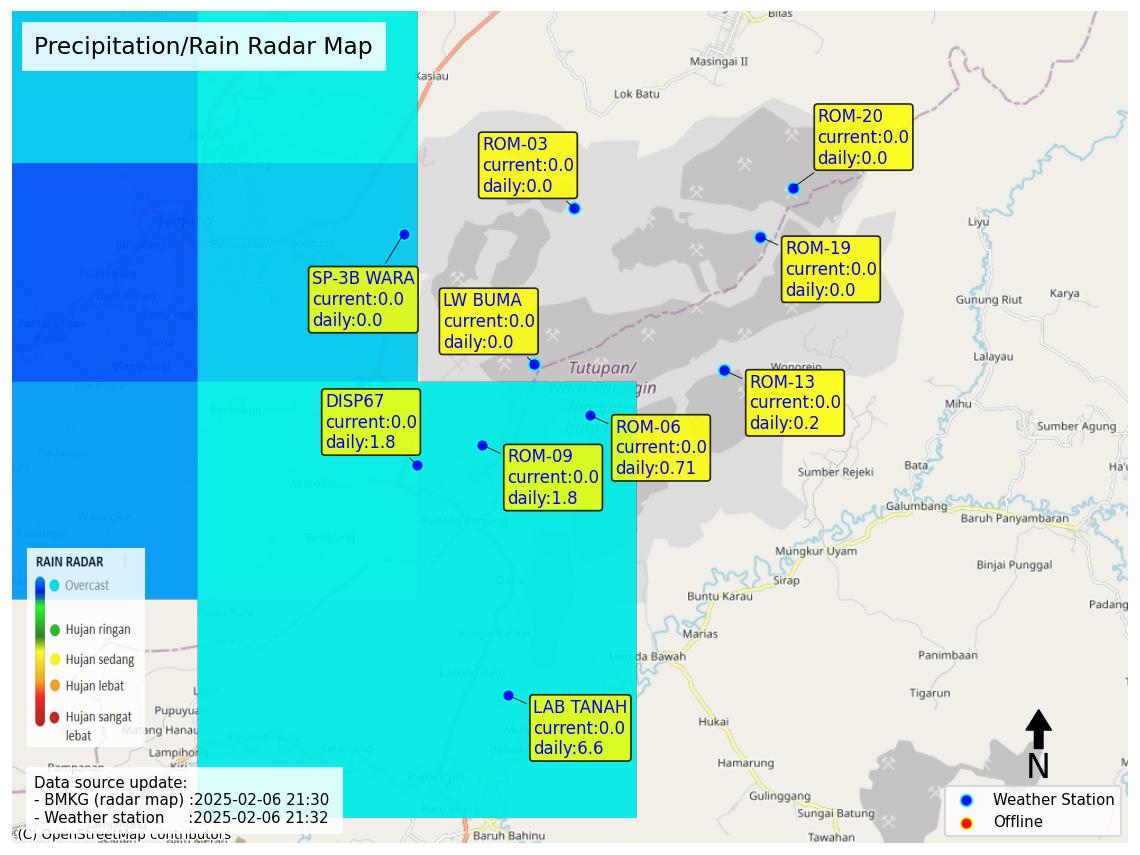 Precipitation/Rain Radar Map
Bilas
Masingai II
Kasiau
Lok Batu
ROM-20
current:0.0
daily:0.0
ROM-03
current:0.0
daily:0.0
Tanjung
Liyu
ROM-19
current:0.0
daily:0.0
SP-3B WARA
current:0.0
daily:0.0
LW BUMA
current:0.0
daily:0.0
Gunung Riut
Karya
Lalayau
Wonorejo
Tutupan/
ROM-13
current:0.0
daily:0.2
DISP67
current:0.0
daily:1.8
Mihu
ROM-06
current:0.0
daily:0.71
Sumber Agung
ROM-09
current:0.0
daily:1.8
Bata
Sumber Rejeki
Galumbang
Baruh Panyambaran
Mungkur Uyam
Binjai Punggal
Sirap
Buntu Karau
Padang
RAIN RADAR
Overcast
Hujan ringan
Hujan sedang
Hujan lebat
Hujan sangat
lebat
Marias
Panimbaan
Tigarun
LAB TANAH
current:0.0
daily:6.6
Pupuyua
Matang Hanau
Lampihong
Hukai
Hamarung
Paringin
N
Gulinggang
Sungai Batung
Tawahan
Baruh Bahinu
Data source update:
- BMKG (radar map) :2025-02-06 21:30
- Weather station :2025-02-06 21:32
(C) OpenStreetMap contributors
Weather Station
Offline